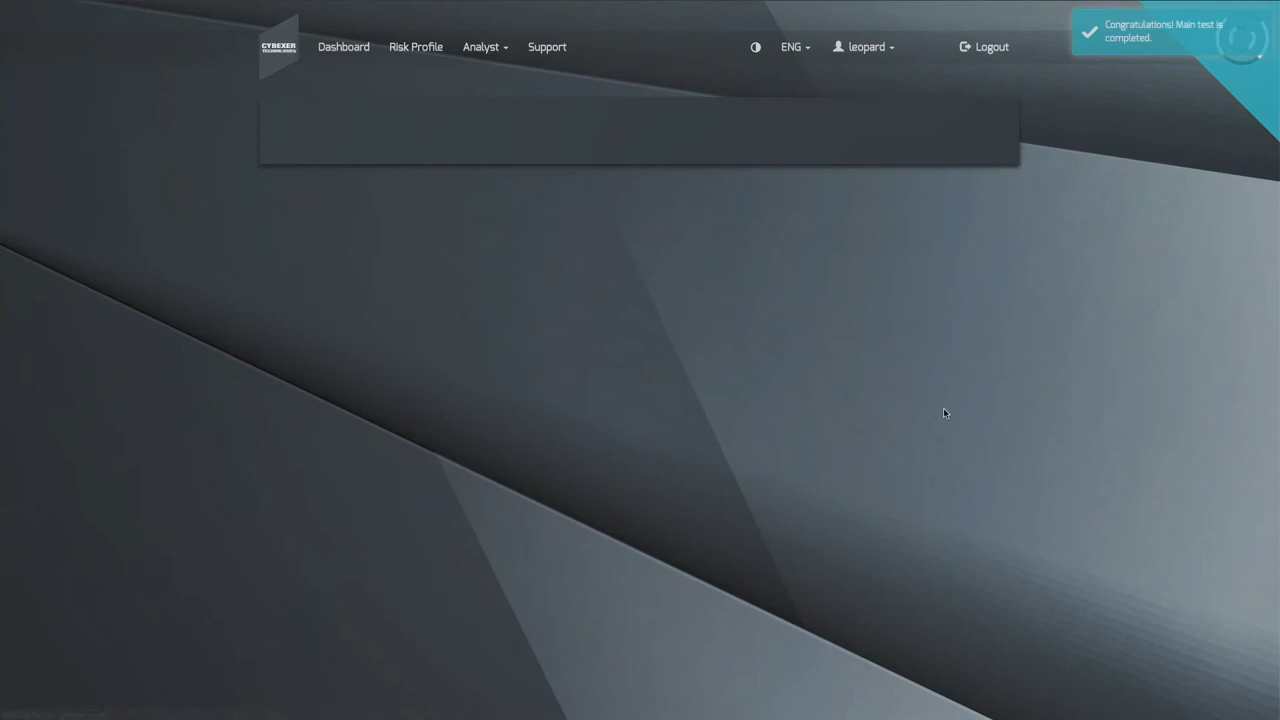 CYBEXER
TECHNOLOGIES
Dashboard
Risk Profile
Analyst
Support
ENG
leopard
Logout
Congratulations! Main test is
completed.